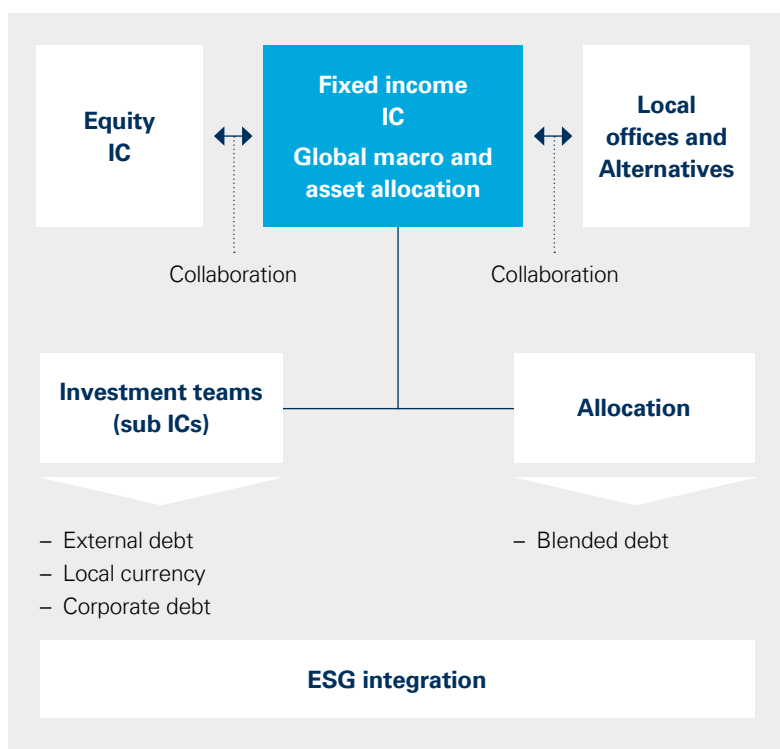 Equity
IC
Fixed income
IC
Global macro and
asset allocation
Local
offices and
Alternatives
Collaboration
Collaboration
Investment teams
(sub ICs)
Allocation
– External debt
– Local currency
– Corporate debt
– Blended debt
ESG integration